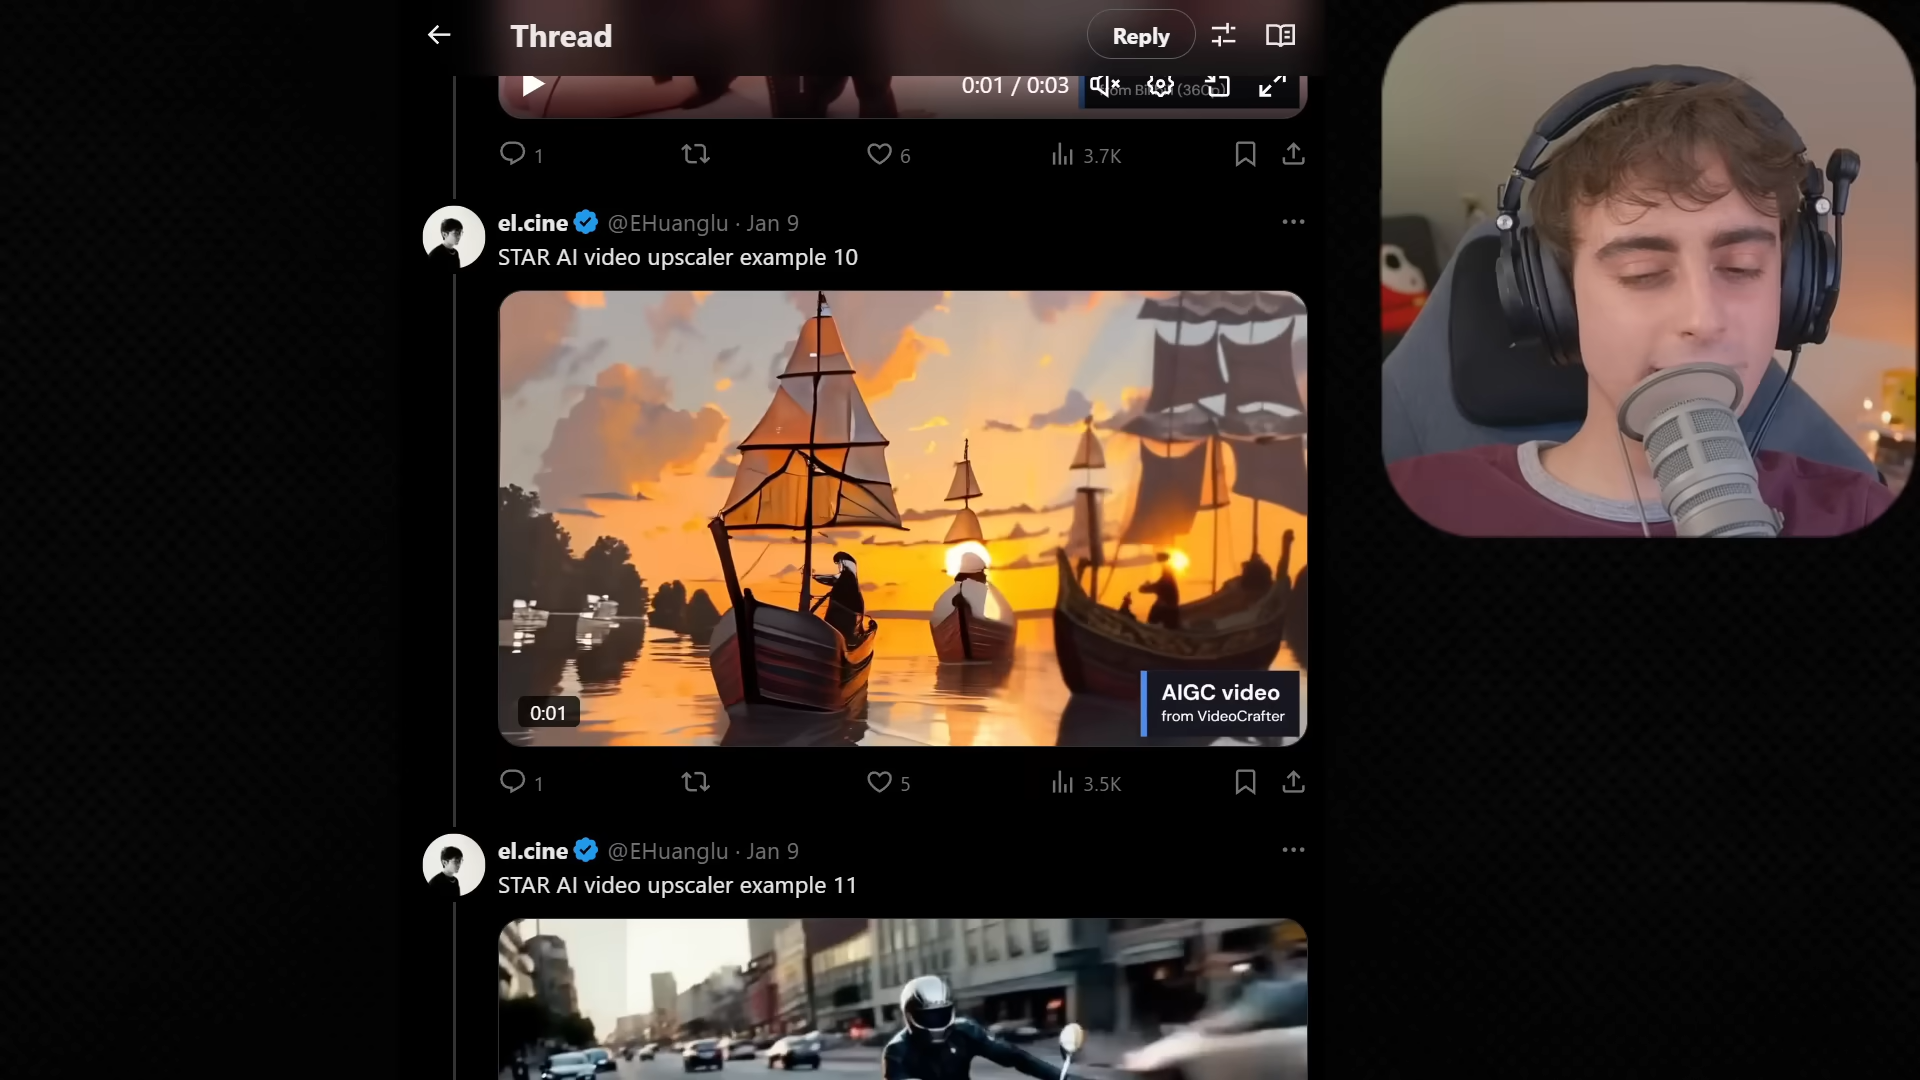 Thread
Reply
0:01 / 0:03
1
6
3.7K
el.cine @EHuanglu · Jan 9
STAR AI video upscaler example 10
0:01
AIGC video
from VideoCrafter
1
5
3.5K
el.cine @EHuanglu · Jan 9
STAR AI video upscaler example 11